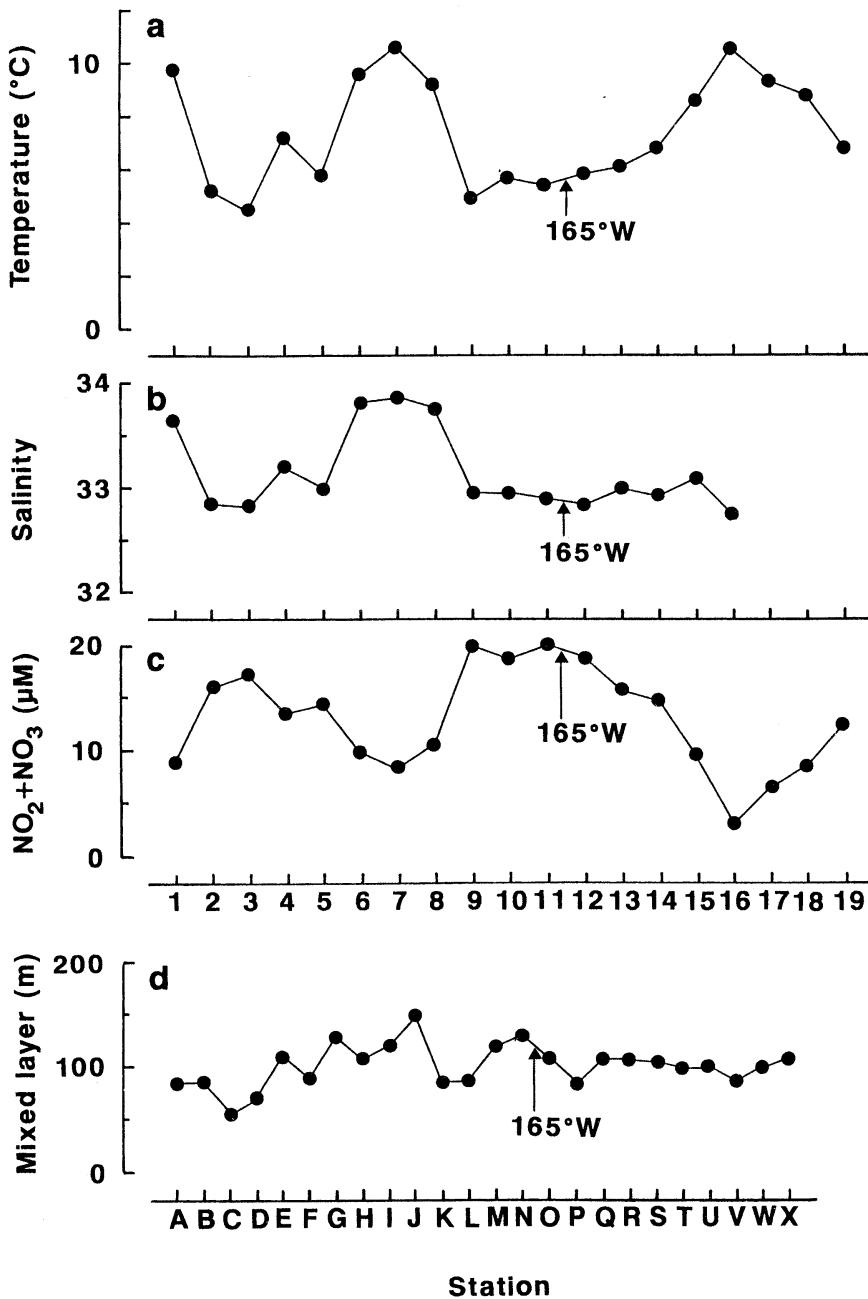 a
Temperature (°C)
10
0
165°W
b
Salinity
34
33
32
165°W
c
NO2+NO3 (µM)
20
10
0
165°W
1 2 3 4 5 6 7 8 9 10 11 12 13 14 15 16 17 18 19
d
Mixed layer (m)
200
100
0
165°W
A B C D E F G H I J K L M N O P Q R S T U V W X
Station